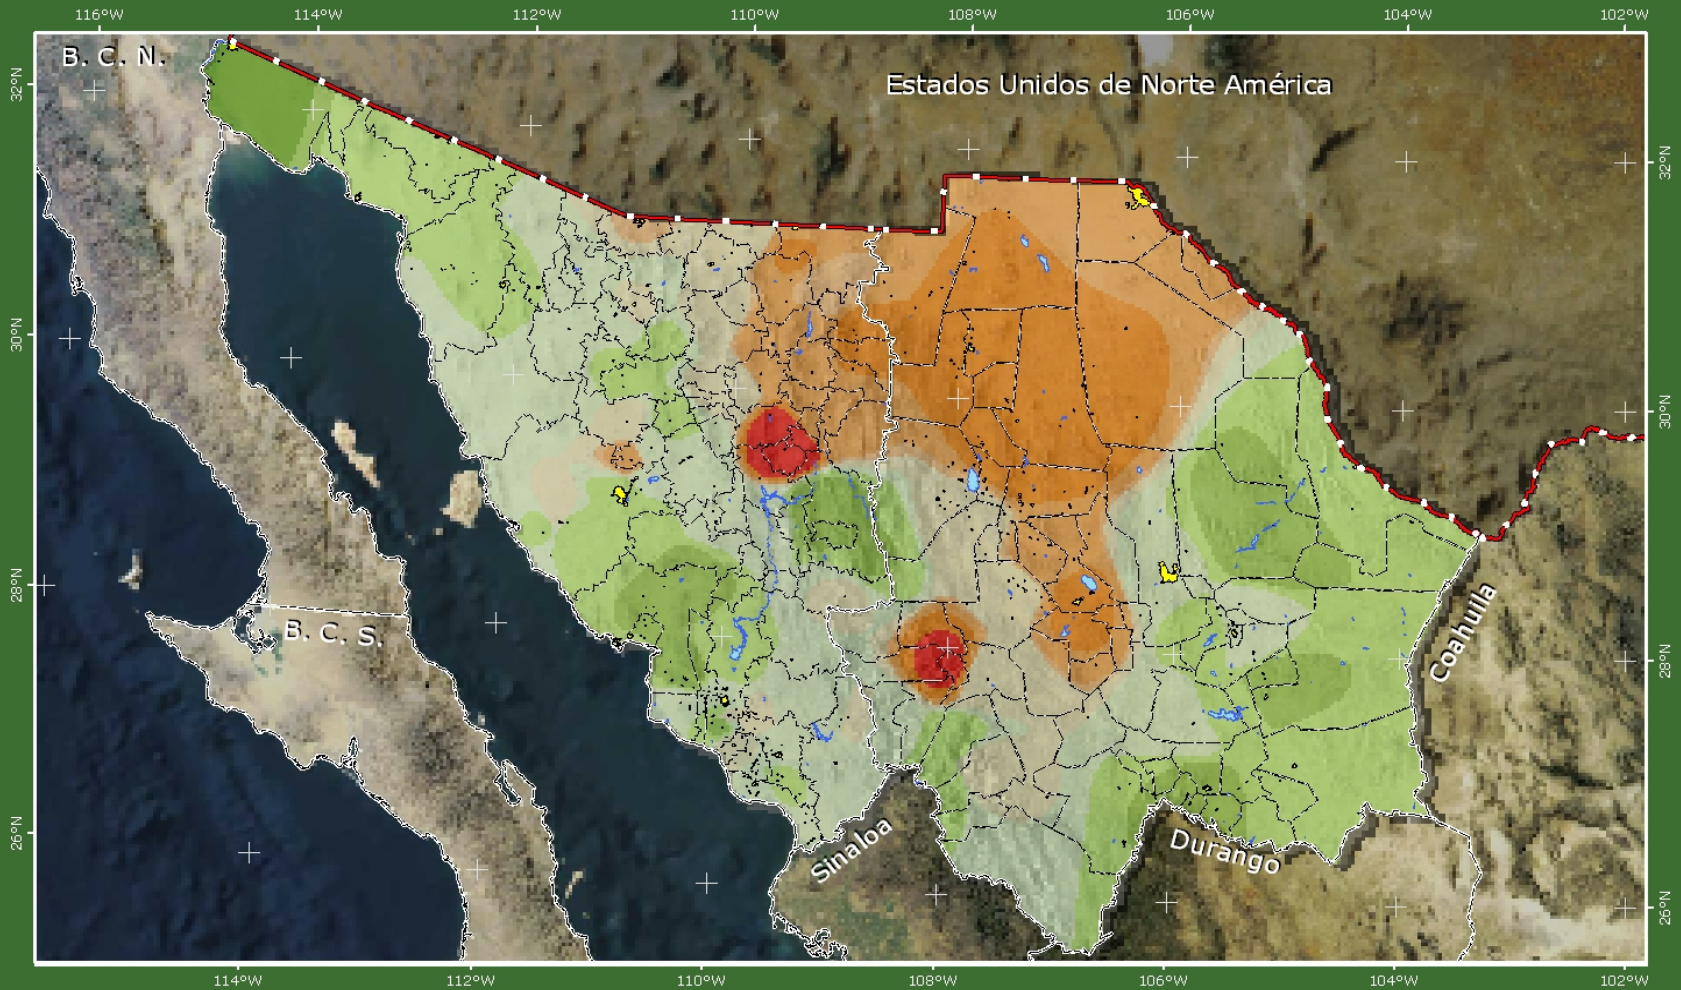 116°W 114°W 112°W 110°W 108°W 106°W 104°W 102°W
B. C. N.
Estados Unidos de Norte América
32°N
32°N
30°N
30°N
28°N
28°N
B. C. S.
Coahuila
26°N
Sinaloa
Durango
26°N
114°W 112°W 110°W 108°W 106°W 104°W 102°W